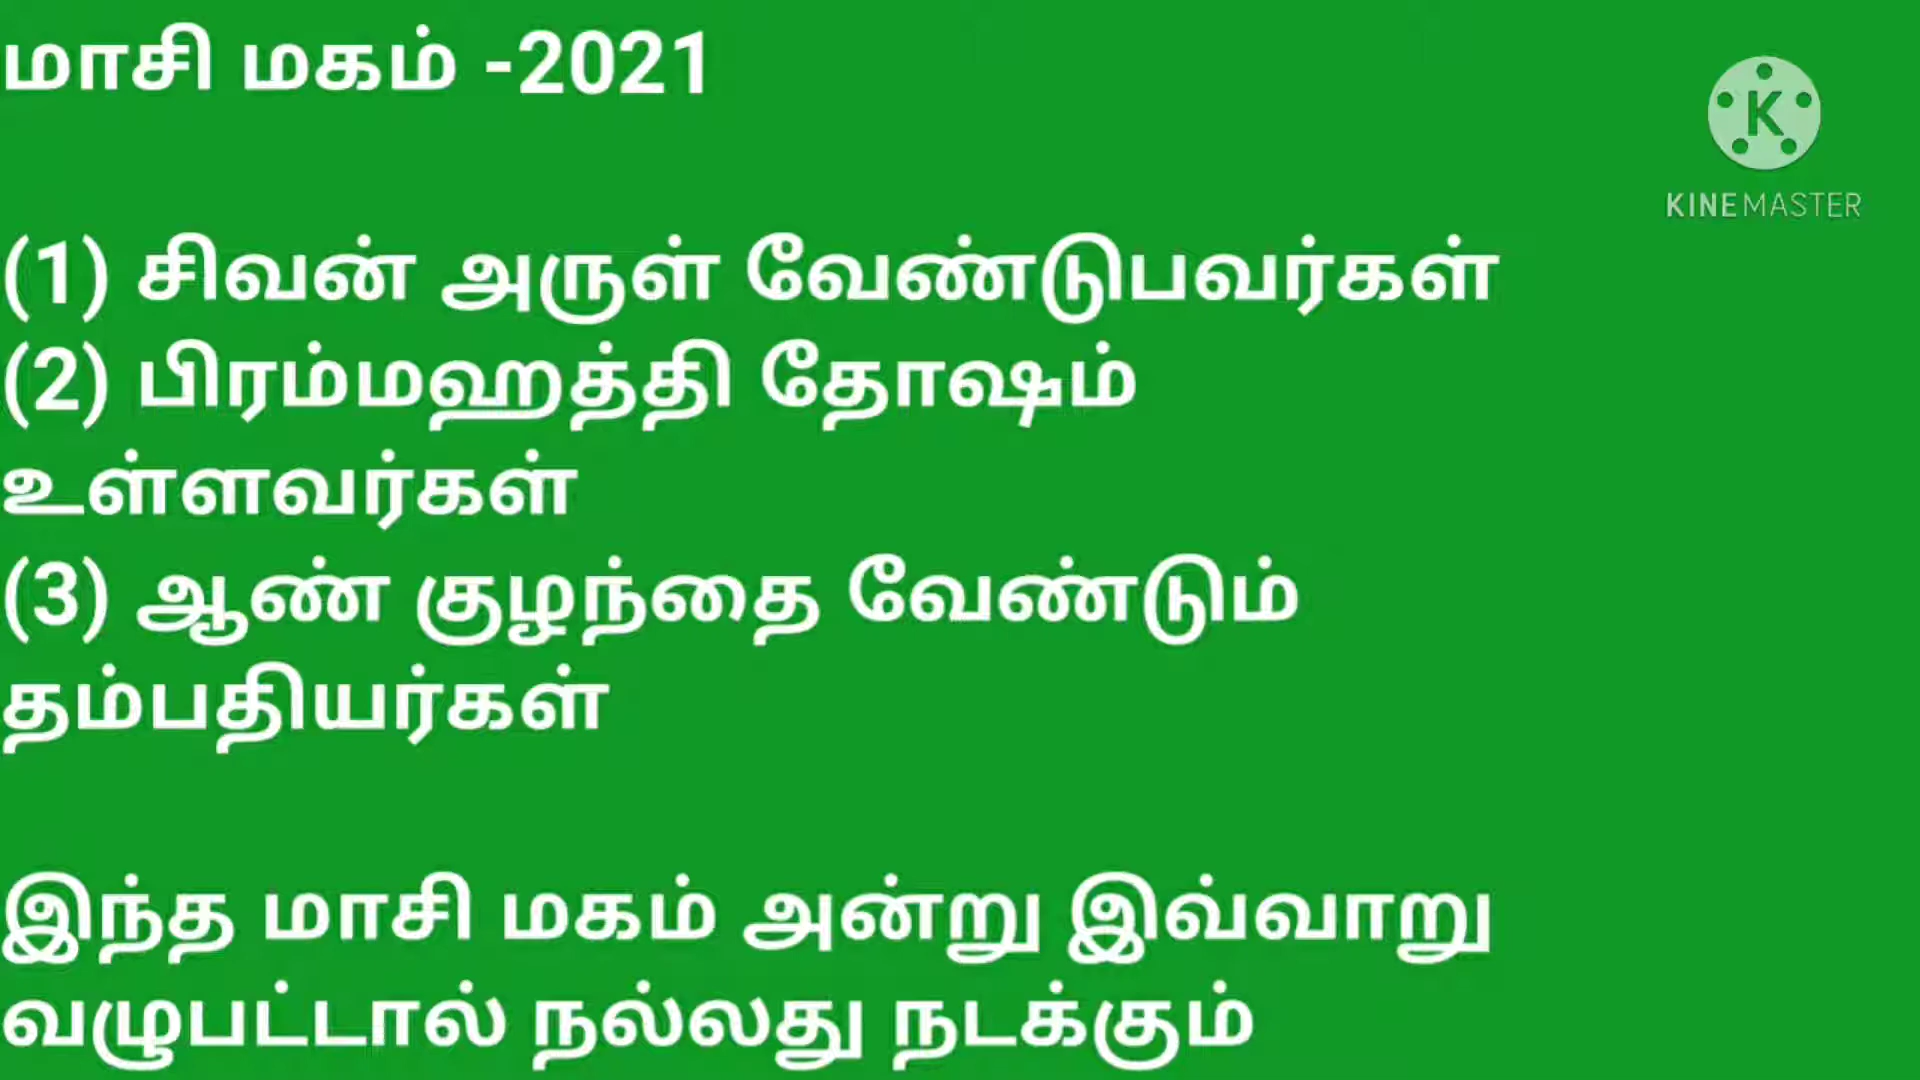 மாசி மகம் -2021
KINEMASTER
(1) சிவன் அருள் வேண்டுபவர்கள்
(2) பிரம்மஹத்தி தோஷம்
உள்ளவர்கள்
(3) ஆண் குழந்தை வேண்டும்
தம்பதியர்கள்
இந்த மாசி மகம் அன்று இவ்வாறு
வழுபட்டால் நல்லது நடக்கும்